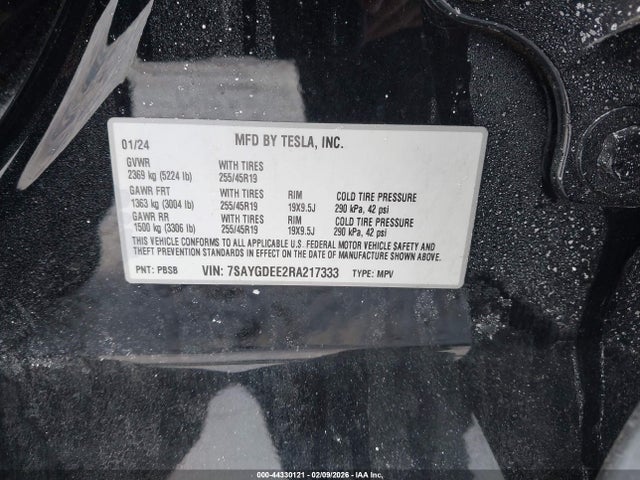 01/24 MFD BY TESLA, INC.
GVWR WITH TIRES
2369 kg (5224 lb) 255/45R19
GAWR FRT WITH TIRES RIM COLD TIRE PRESSURE
1363 kg (3004 lb) 255/45R19 19X9.5J 290 kPa, 42 psi
GAWR RR WITH TIRES RIM COLD TIRE PRESSURE
1500 kg (3306 lb) 255/45R19 19X9.5J 290 kPa, 42 psi
THIS VEHICLE CONFORMS TO ALL APPLICABLE U.S. FEDERAL MOTOR VEHICLE SAFETY AND
THEFT PREVENTION STANDARDS IN EFFECT ON THE DATE OF MANUFACTURE SHOWN ABOVE.
PNT: PBSB VIN: 7SAYGDEE2RA217333 TYPE: MPV
000-44330121 - 02/09/2026 - IAA Inc.